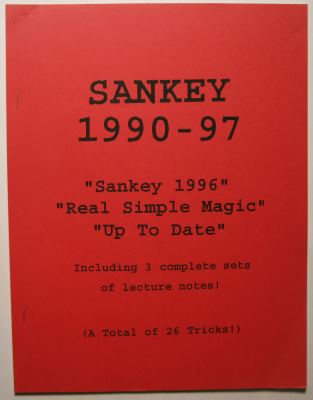 SANKEY
1990-97
"Sankey 1996"
"Real Simple Magic"
"Up To Date"
Including 3 complete sets
of lecture notes!
(A Total of 26 Tricks!)